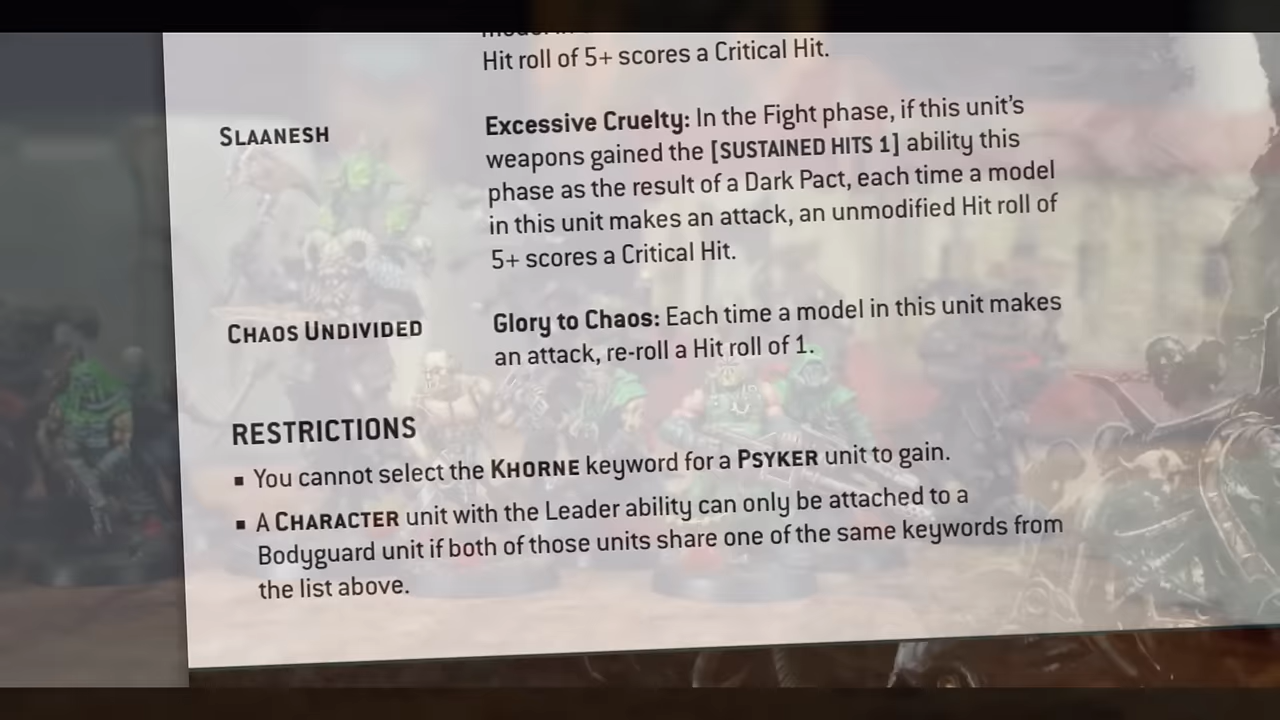 Hit roll of 5+ scores a Critical Hit.
SLAANESH
Excessive Cruelty: In the Fight phase, if this unit's
weapons gained the [SUSTAINED HITS 1] ability this
phase as the result of a Dark Pact, each time a model
in this unit makes an attack, an unmodified Hit roll of
5+ scores a Critical Hit.
CHAOS UNDIVIDED
Glory to Chaos: Each time a model in this unit makes
an attack, re-roll a Hit roll of 1.
RESTRICTIONS
▪ You cannot select the KHORNE keyword for a PSYKER unit to gain.
▪ A CHARACTER unit with the Leader ability can only be attached to a
Bodyguard unit if both of those units share one of the same keywords from
the list above.